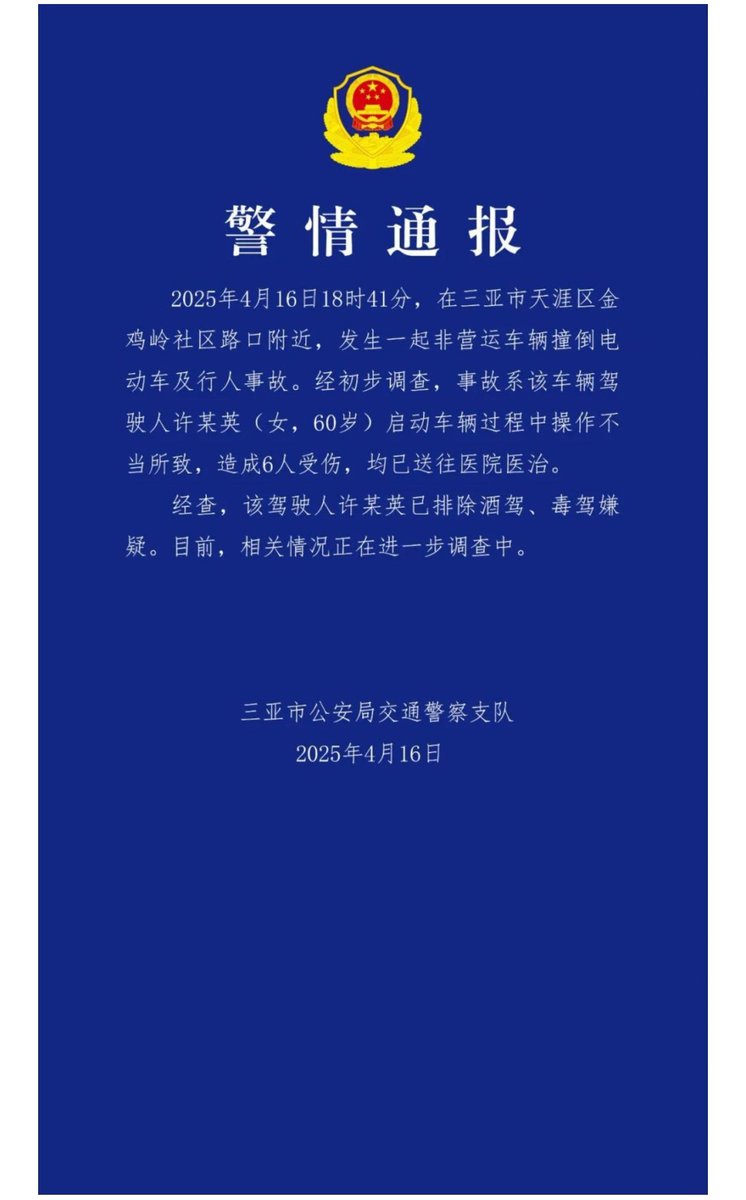 警情通报
2025年4月16日18时41分，在三亚市天涯区金
鸡岭社区路口附近，发生一起非营运车辆撞倒电
动车及行人事故。经初步调查，事故系该车辆驾
驶人许某英（女，60岁）启动车辆过程中操作不
当所致，造成6人受伤，均已送往医院医治。
经查，该驾驶人许某英已排除酒驾、毒驾嫌
疑。目前，相关情况正在进一步调查中。
三亚市公安局交通警察支队
2025年4月16日